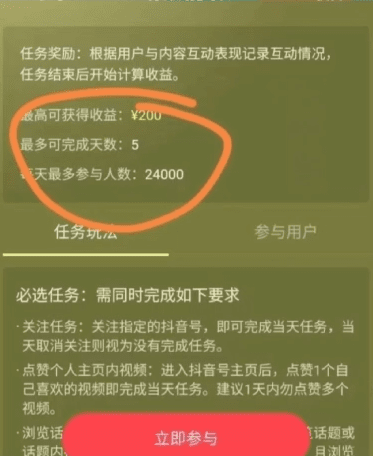 任务奖励：根据用户与内容互动表现记录互动情况，
任务结束后开始计算收益。
最高可获得收益：¥200
最多可完成天数：5
每天最多参与人数：24000
任务玩法
参与用户
必选任务：需同时完成如下要求
·关注任务：关注指定的抖音号，即可完成当天任务，当
天取消关注则视为没有完成任务。
·点赞个人主页内视频：进入抖音号主页后，点赞1个自
己喜欢的视频即完成当天任务。建议1天内勿点赞多个
视频。
·浏览话
览话题或
立即参与
话题内
且浏览